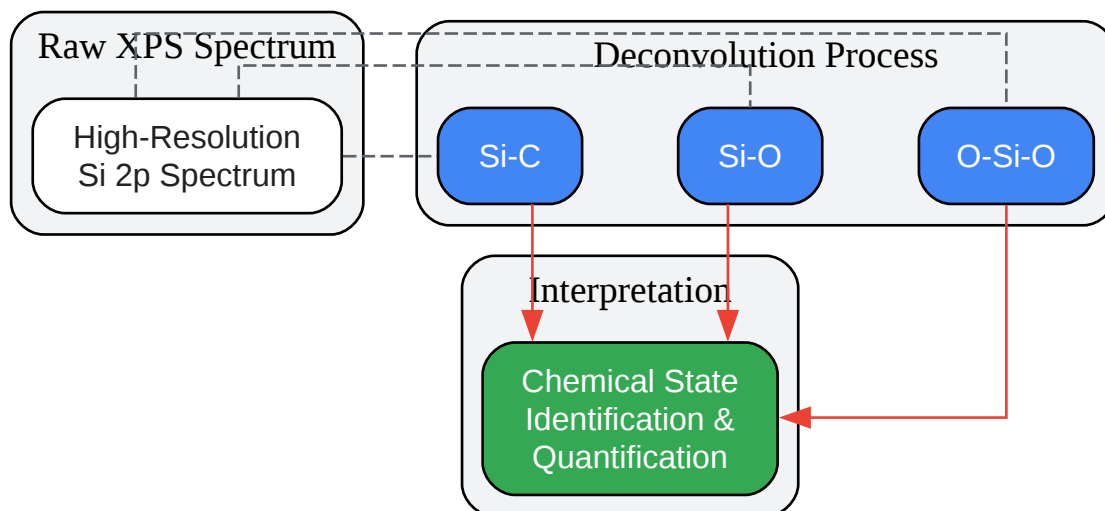 Raw XPS Spectrum
High-Resolution
Si 2p Spectrum
Deconvolution Process
Si-C
Si-O
O-Si-O
Interpretation
Chemical State
Identification &
Quantification